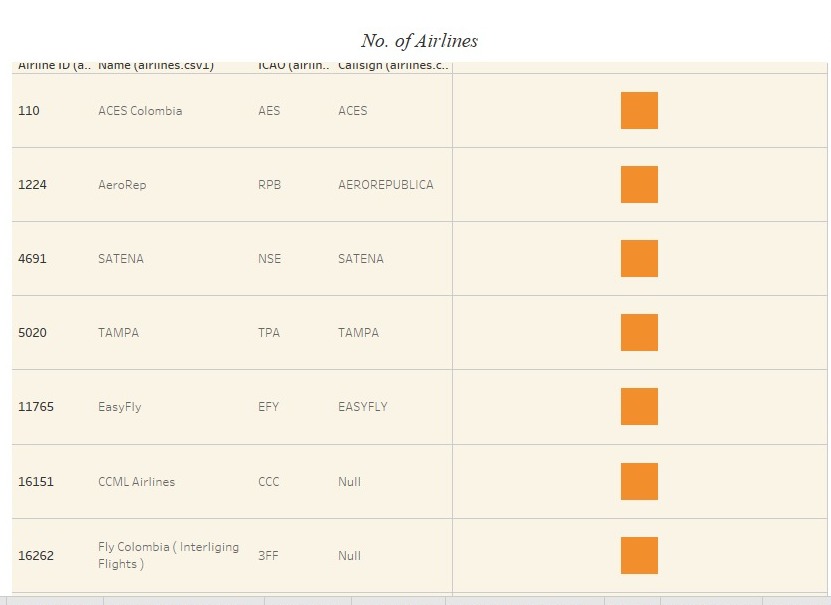 No. of Airlines
Airline ID (a.. Name (airlines.csv1) ICAO (airlin.. Callsign (airlines.c..
110 ACES Colombia AES ACES
1224 AeroRep RPB AEROREPUBLICA
4691 SATENA NSE SATENA
5020 TAMPA TPA TAMPA
11765 EasyFly EFY EASYFLY
16151 CCML Airlines CCC Null
16262 Fly Colombia ( Interliging 3FF Null
Flights )